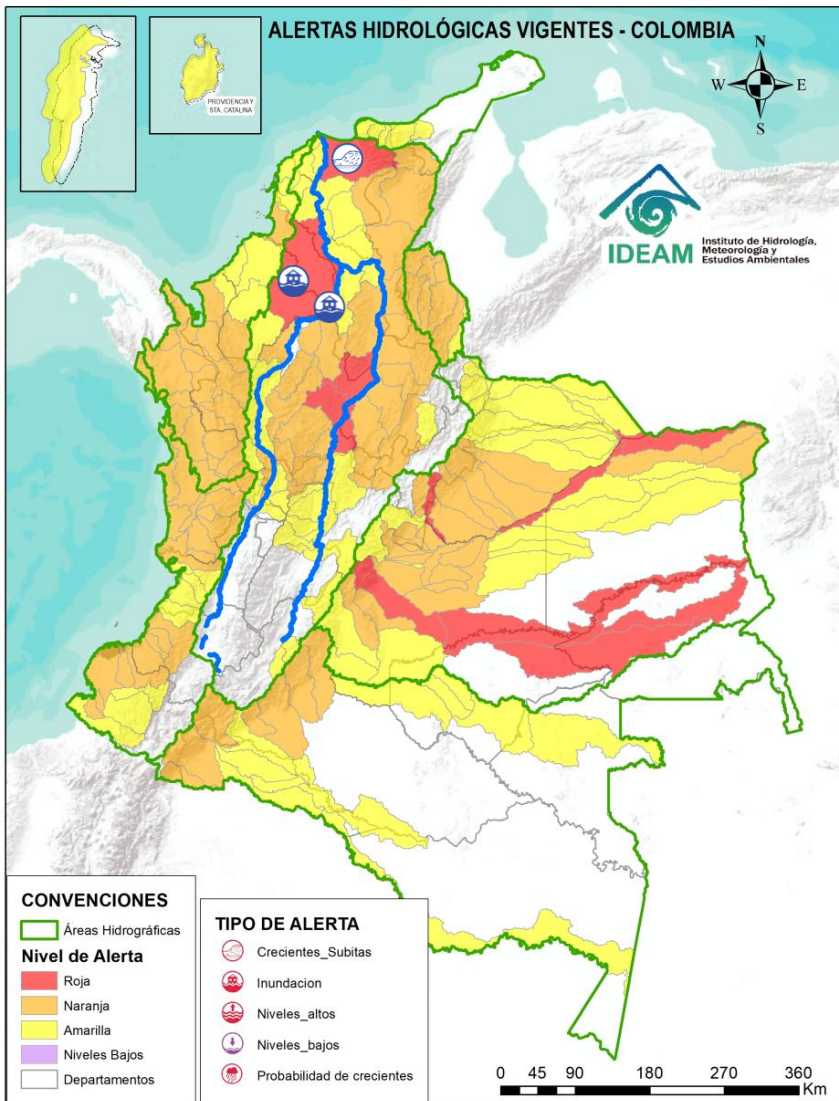 ALERTAS HIDROLÓGICAS VIGENTES - COLOMBIA
PROVIDENCIA Y
STA. CATALINA
N
W E
S
IDEAM
Instituto de Hidrología,
Meteorología y
Estudios Ambientales
CONVENCIONES
Áreas Hidrográficas
Nivel de Alerta
Roja
Naranja
Amarilla
Niveles Bajos
Departamentos
TIPO DE ALERTA
Crecientes_Subitas
Inundacion
Niveles_altos
Niveles_bajos
Probabilidad de crecientes
0 45 90 180 270 360
Km